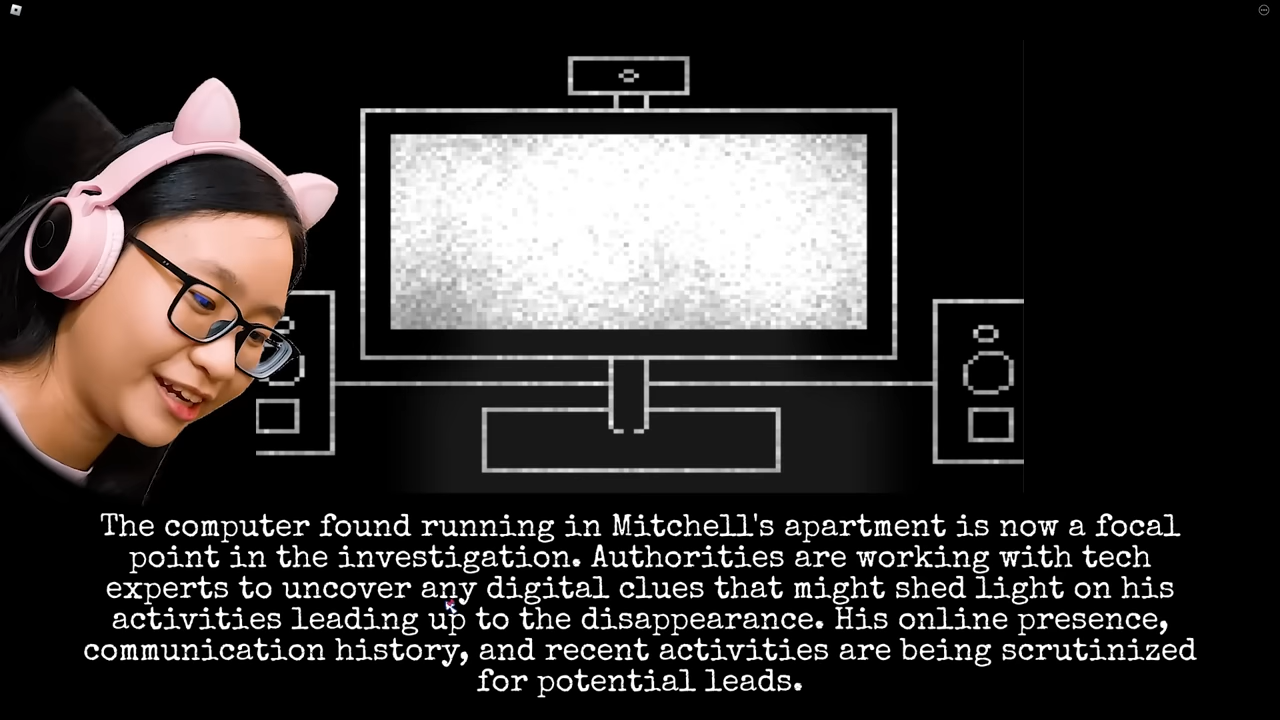 The computer found running in Mitchell's apartment is now a focal
point in the investigation. Authorities are working with tech
experts to uncover any digital clues that might shed light on his
activities leading up to the disappearance. His online presence,
communication history, and recent activities are being scrutinized
for potential leads.